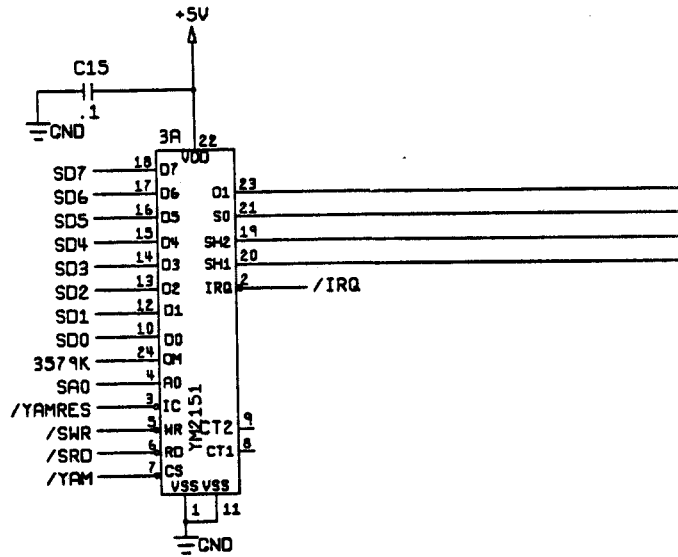 +5V
C15
.1
GND
3A
22
VDD
SD7 18 D7
O1 23
SD6 17 D6
SO 21
SD5 16 D5
SH2 19
SD4 15 D4
SH1 20
SD3 14 D3
IRQ 2 /IRQ
SD2 13 D2
SD1 12 D1
SD0 10 D0
3579K 24 OM
SA0 4 A0
/YAMRES 3 IC
/SWR 5 WR
CT2 9
/SRD 6 RD
CT1 8
/YAM 7 CS
YM2151
VSS VSS
1 11
GND